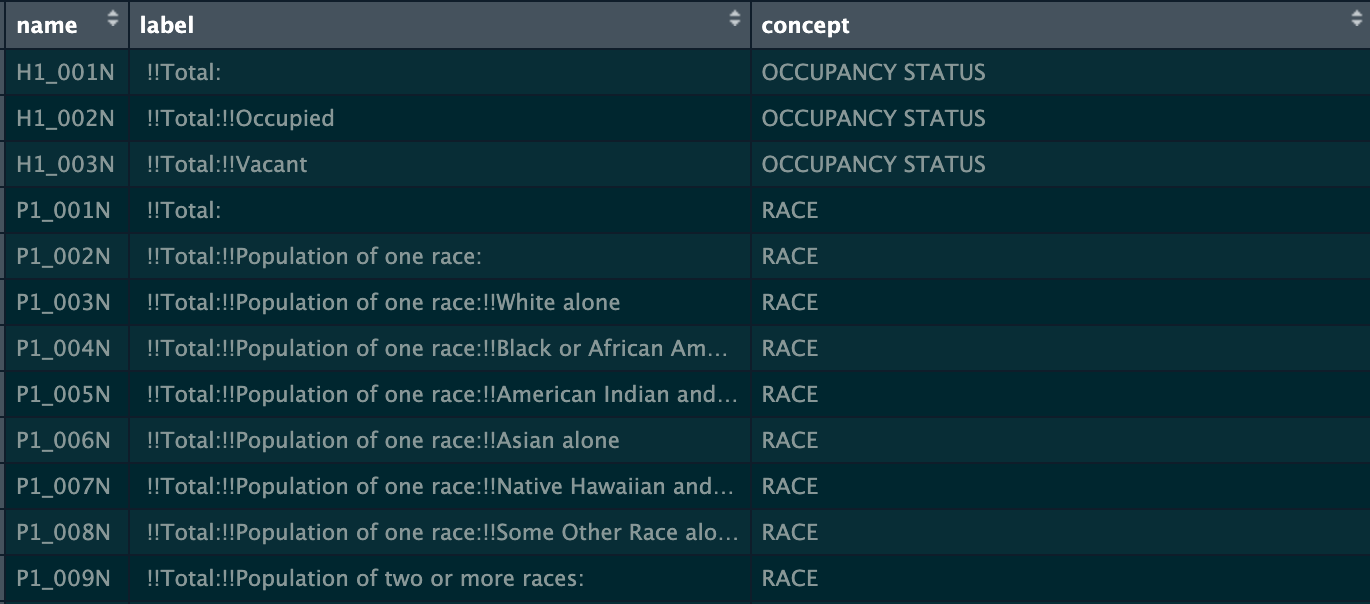 name label concept
H1_001N !!Total: OCCUPANCY STATUS
H1_002N !!Total:!!Occupied OCCUPANCY STATUS
H1_003N !!Total:!!Vacant OCCUPANCY STATUS
P1_001N !!Total: RACE
P1_002N !!Total:!!Population of one race: RACE
P1_003N !!Total:!!Population of one race:!!White alone RACE
P1_004N !!Total:!!Population of one race:!!Black or African Am... RACE
P1_005N !!Total:!!Population of one race:!!American Indian and... RACE
P1_006N !!Total:!!Population of one race:!!Asian alone RACE
P1_007N !!Total:!!Population of one race:!!Native Hawaiian and... RACE
P1_008N !!Total:!!Population of one race:!!Some Other Race alo... RACE
P1_009N !!Total:!!Population of two or more races: RACE